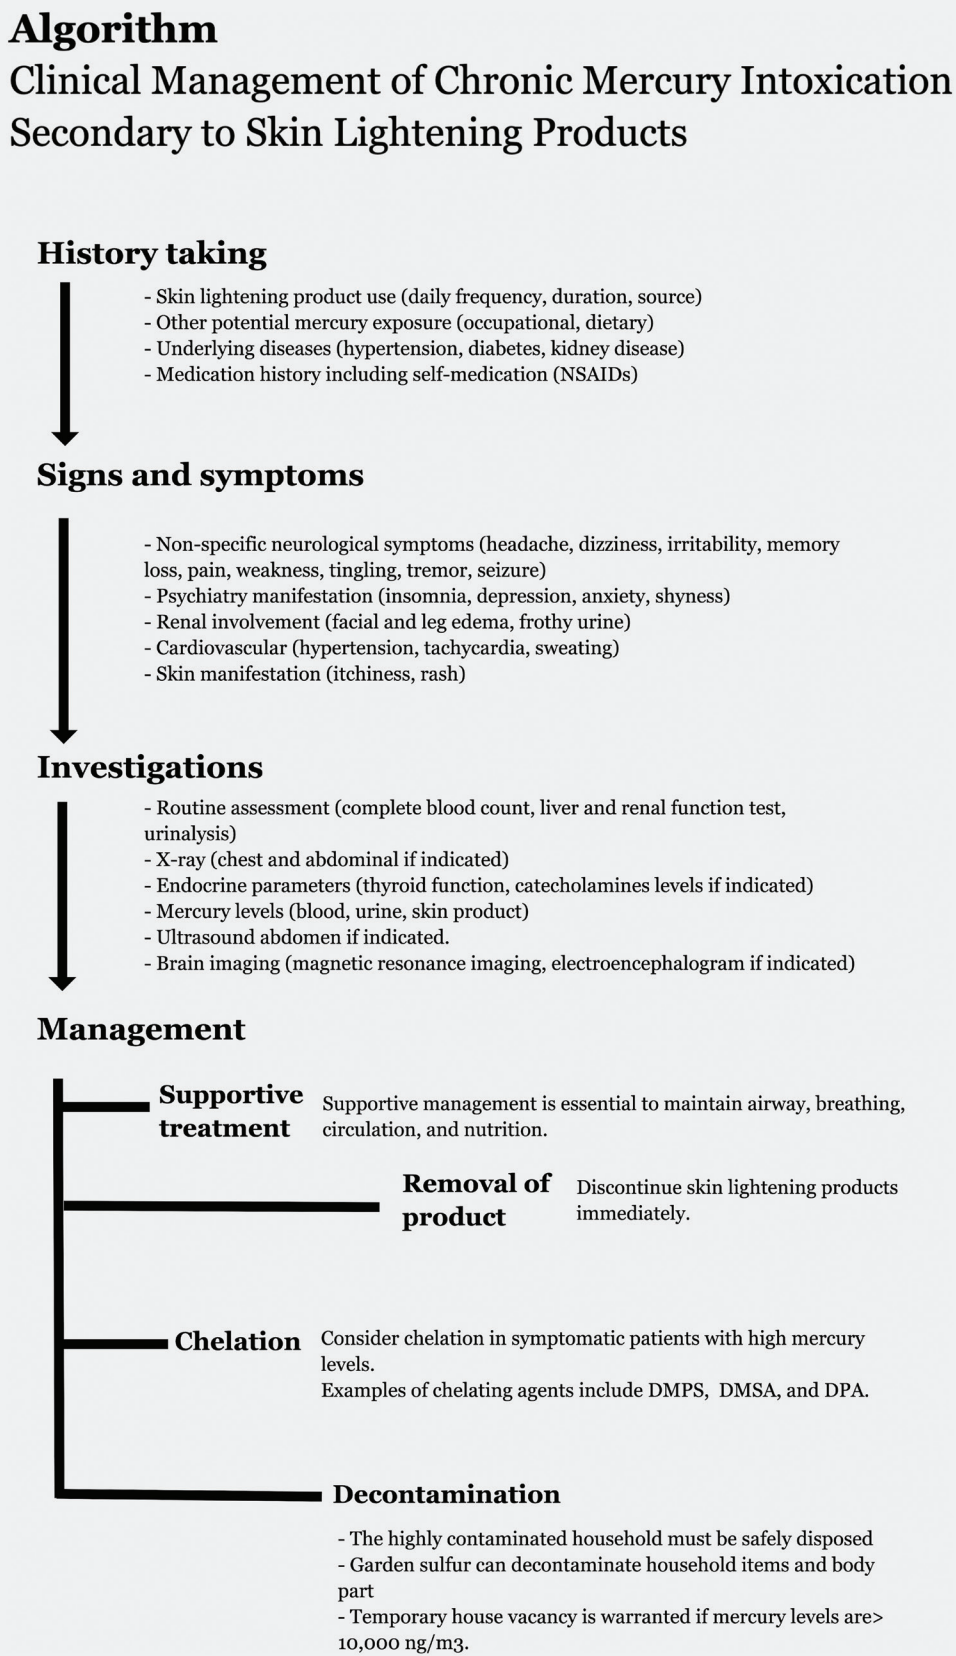 Algorithm
Clinical Management of Chronic Mercury Intoxication
Secondary to Skin Lightening Products
History taking
- Skin lightening product use (daily frequency, duration, source)
- Other potential mercury exposure (occupational, dietary)
- Underlying diseases (hypertension, diabetes, kidney disease)
- Medication history including self-medication (NSAIDs)
Signs and symptoms
- Non-specific neurological symptoms (headache, dizziness, irritability, memory
loss, pain, weakness, tingling, tremor, seizure)
- Psychiatry manifestation (insomnia, depression, anxiety, shyness)
- Renal involvement (facial and leg edema, frothy urine)
- Cardiovascular (hypertension, tachycardia, sweating)
- Skin manifestation (itchiness, rash)
Investigations
- Routine assessment (complete blood count, liver and renal function test,
urinalysis)
- X-ray (chest and abdominal if indicated)
- Endocrine parameters (thyroid function, catecholamines levels if indicated)
- Mercury levels (blood, urine, skin product)
- Ultrasound abdomen if indicated.
- Brain imaging (magnetic resonance imaging, electroencephalogram if indicated)
Management
Supportive
treatment
Supportive management is essential to maintain airway, breathing,
circulation, and nutrition.
Removal of
product
Discontinue skin lightening products
immediately.
Chelation
Consider chelation in symptomatic patients with high mercury
levels.
Examples of chelating agents include DMPS, DMSA, and DPA.
Decontamination
- The highly contaminated household must be safely disposed
- Garden sulfur can decontaminate household items and body
part
- Temporary house vacancy is warranted if mercury levels are>
10,000 ng/m3.